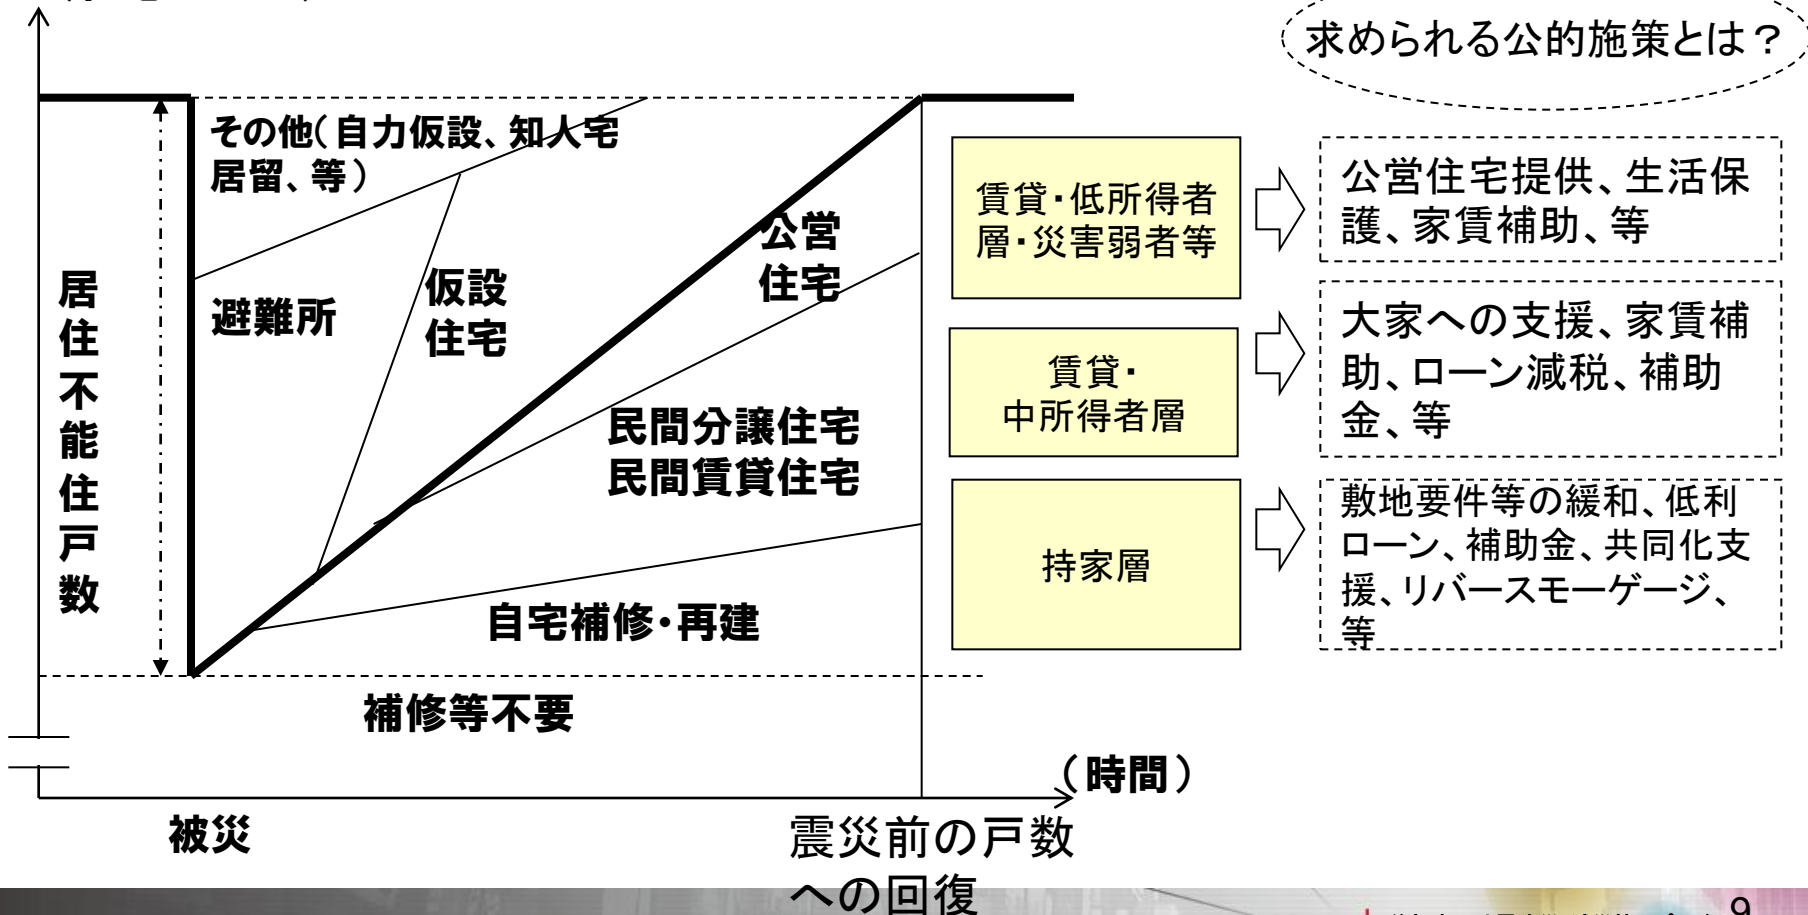 求められる公的施策とは？
その他（自力仮設、知人宅
居留、等）
避難所
仮設
住宅
公営
住宅
民間分譲住宅
民間賃貸住宅
自宅補修・再建
補修等不要
居住不能住戸数
賃貸・低所得者
層・災害弱者等
公営住宅提供、生活保
護、家賃補助、等
賃貸・
中所得者層
大家への支援、家賃補
助、ローン減税、補助
金、等
持家層
敷地要件等の緩和、低利
ローン、補助金、共同化支
援、リバースモーゲージ、
等
（時間）
被災
震災前の戸数
への回復
9